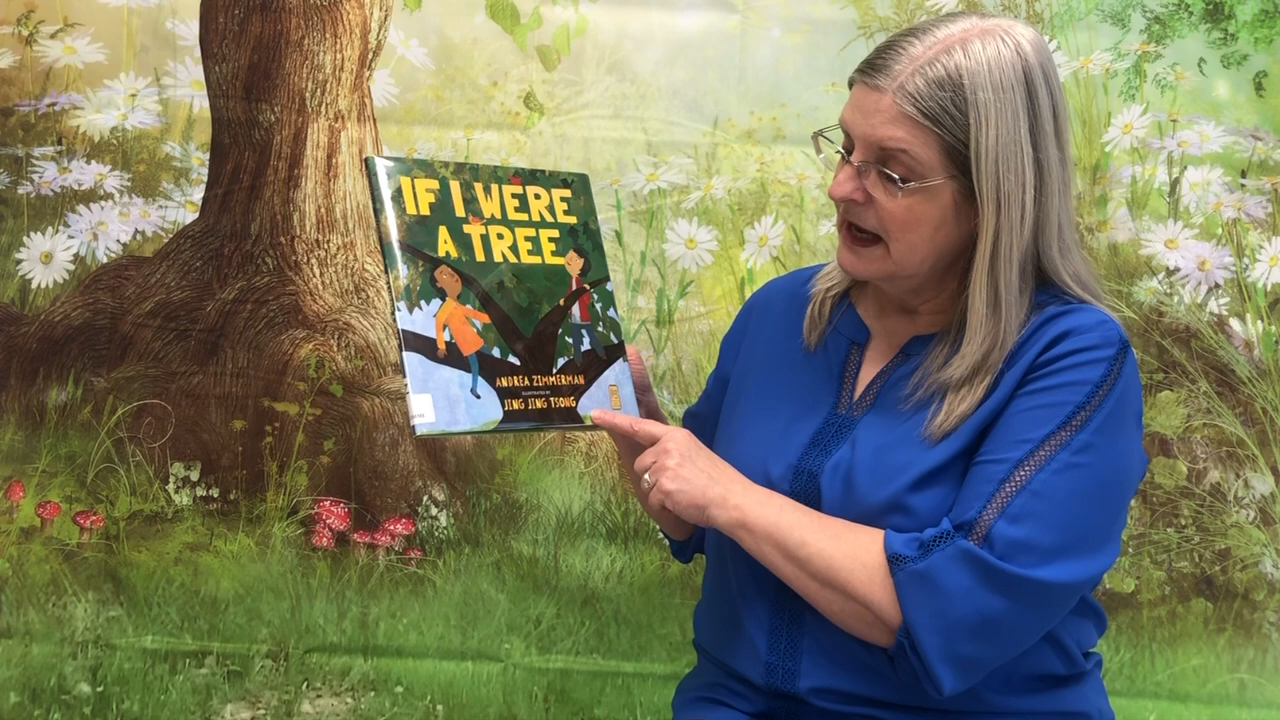 IF I WERE
A TREE
ANDREA ZIMMERMAN
ILLUSTRATED BY
JING JING TSONG